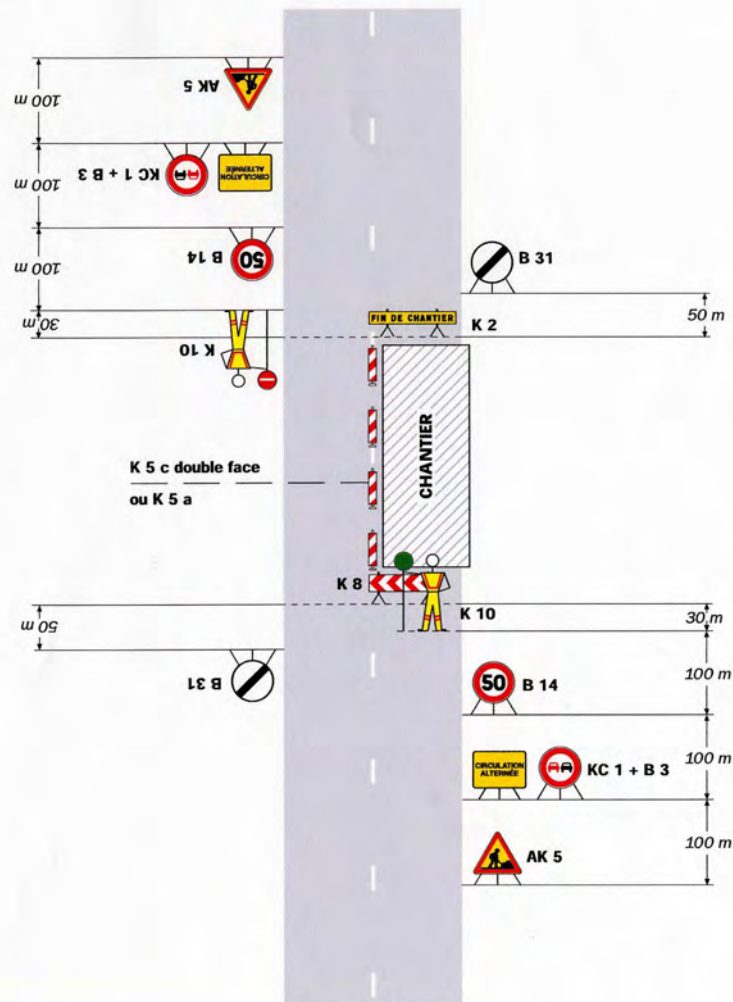 AK 5
100 m
KC 1 + B 3
CIRCULATION
ALTERNÉE
100 m
B 14
50
100 m
B 31
50 m
30 m
K 10
FIN DE CHANTIER
K 2
CHANTIER
K 5 c double face
ou K 5 a
K 8
K 10
30 m
50 m
B 31
50
B 14
100 m
CIRCULATION
ALTERNÉE
KC 1 + B 3
100 m
AK 5
100 m